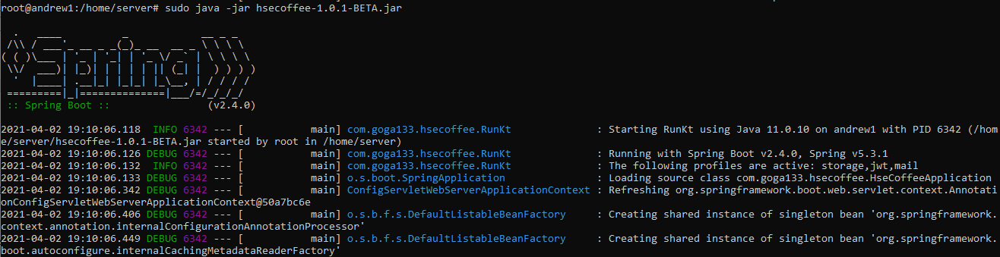 root@andrew1:/home/server# sudo java -jar hsecoffee-1.0.1-BETA.jar
  .   ____          _            __ _ _
 /\\ / ___'_ __ _ _(_)_ __  __ _ \ \ \ \
( ( )\___ | '_ | '_| | '_ \/ _` | \ \ \ \
 \\/  ___)| |_)| | | | | || (_| |  ) ) ) )
  '  |____| .__|_| |_|_| |_\__, | / / / /
 =========|_|==============|___/=/_/_/_/
 :: Spring Boot ::                (v2.4.0)
2021-04-02 19:10:06.118  INFO 6342 --- [           main] com.goga133.hsecoffee.RunKt              : Starting RunKt using Java 11.0.10 on andrew1 with PID 6342 (/hom
e/server/hsecoffee-1.0.1-BETA.jar started by root in /home/server)
2021-04-02 19:10:06.126 DEBUG 6342 --- [           main] com.goga133.hsecoffee.RunKt              : Running with Spring Boot v2.4.0, Spring v5.3.1
2021-04-02 19:10:06.132  INFO 6342 --- [           main] com.goga133.hsecoffee.RunKt              : The following profiles are active: storage,jwt,mail
2021-04-02 19:10:06.133 DEBUG 6342 --- [           main] o.s.boot.SpringApplication               : Loading source class com.goga133.hsecoffee.HseCoffeeApplication
2021-04-02 19:10:06.342 DEBUG 6342 --- [           main] ConfigServletWebServerApplicationContext : Refreshing org.springframework.boot.web.servlet.context.Annotati
onConfigServletWebServerApplicationContext@50a7bc6e
2021-04-02 19:10:06.406 DEBUG 6342 --- [           main] o.s.b.f.s.DefaultListableBeanFactory     : Creating shared instance of singleton bean 'org.springframework.
context.annotation.internalConfigurationAnnotationProcessor'
2021-04-02 19:10:06.449 DEBUG 6342 --- [           main] o.s.b.f.s.DefaultListableBeanFactory     : Creating shared instance of singleton bean 'org.springframework.
boot.autoconfigure.internalCachingMetadataReaderFactory'